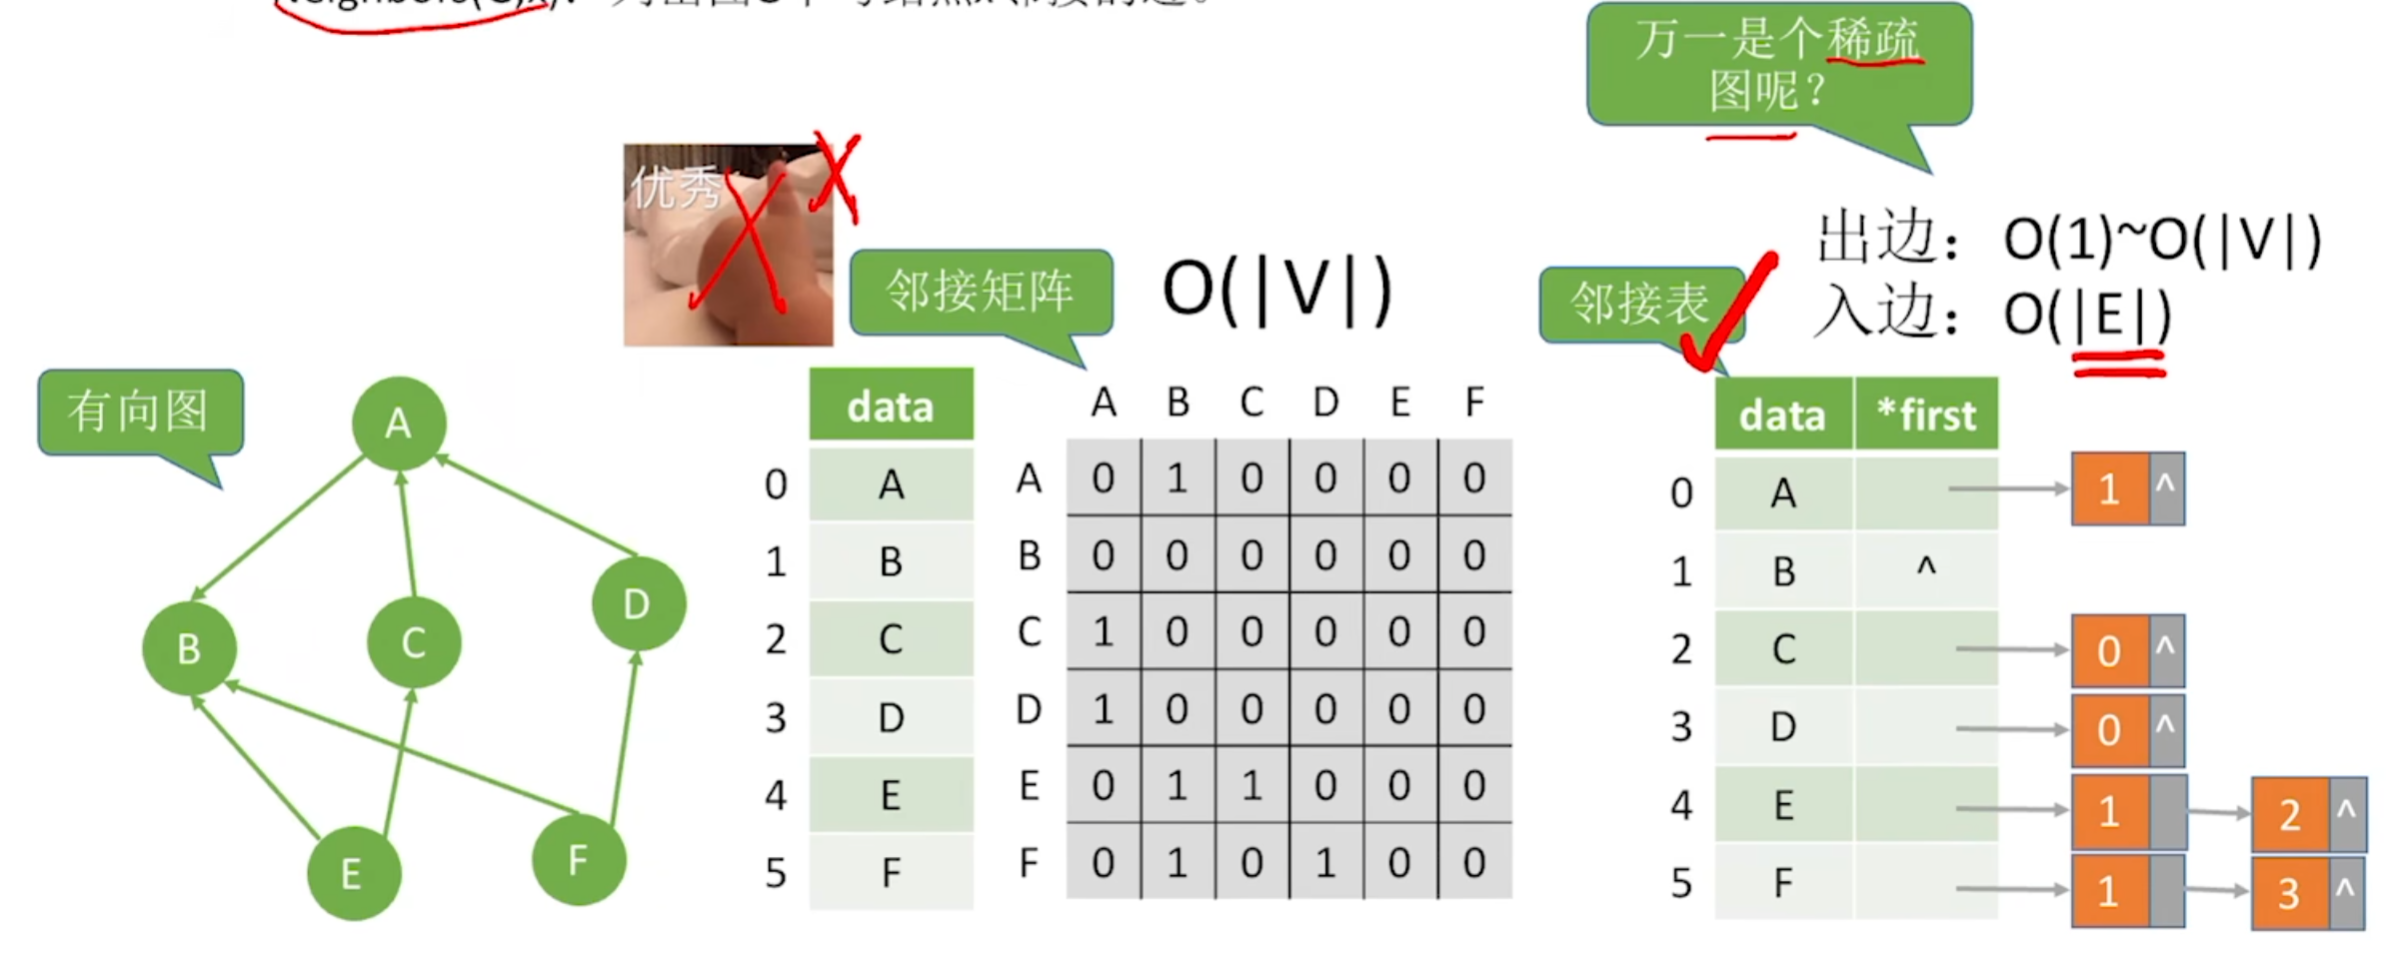 万一是个稀疏
图呢？
优秀
出边：O(1)~O(|V|)
入边：O(|E|)
邻接矩阵
O(|V|)
邻接表
有向图
A
B
C
D
E
F
data
0 A
1 B
2 C
3 D
4 E
5 F
A B C D E F
A 0 1 0 0 0 0
B 0 0 0 0 0 0
C 1 0 0 0 0 0
D 1 0 0 0 0 0
E 0 1 1 0 0 0
F 0 1 0 1 0 0
data *first
0 A 1 ^
1 B ^
2 C 0 ^
3 D 0 ^
4 E 1 2 ^
5 F 1 3 ^